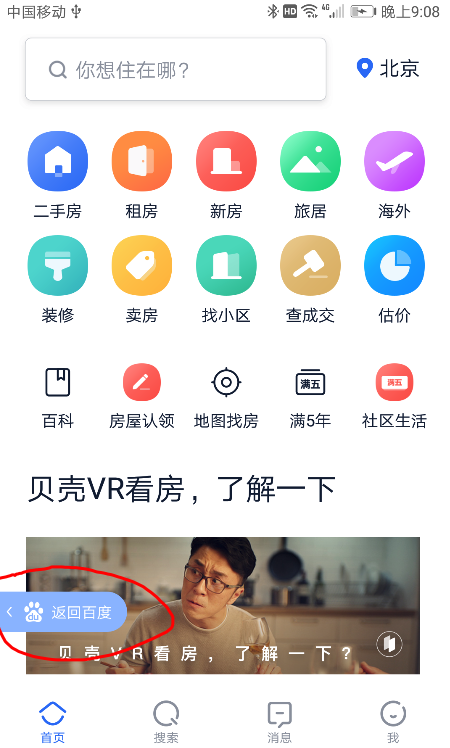 中国移动 HD 4G 晚上9:08
你想住在哪？ 北京
二手房 租房 新房 旅居 海外
装修 卖房 找小区 查成交 估价
满五 满五
百科 房屋认领 地图找房 满5年 社区生活
贝壳VR看房，了解一下
du 返回百度
贝壳VR看房，了解一下？
首页 搜索 消息 我